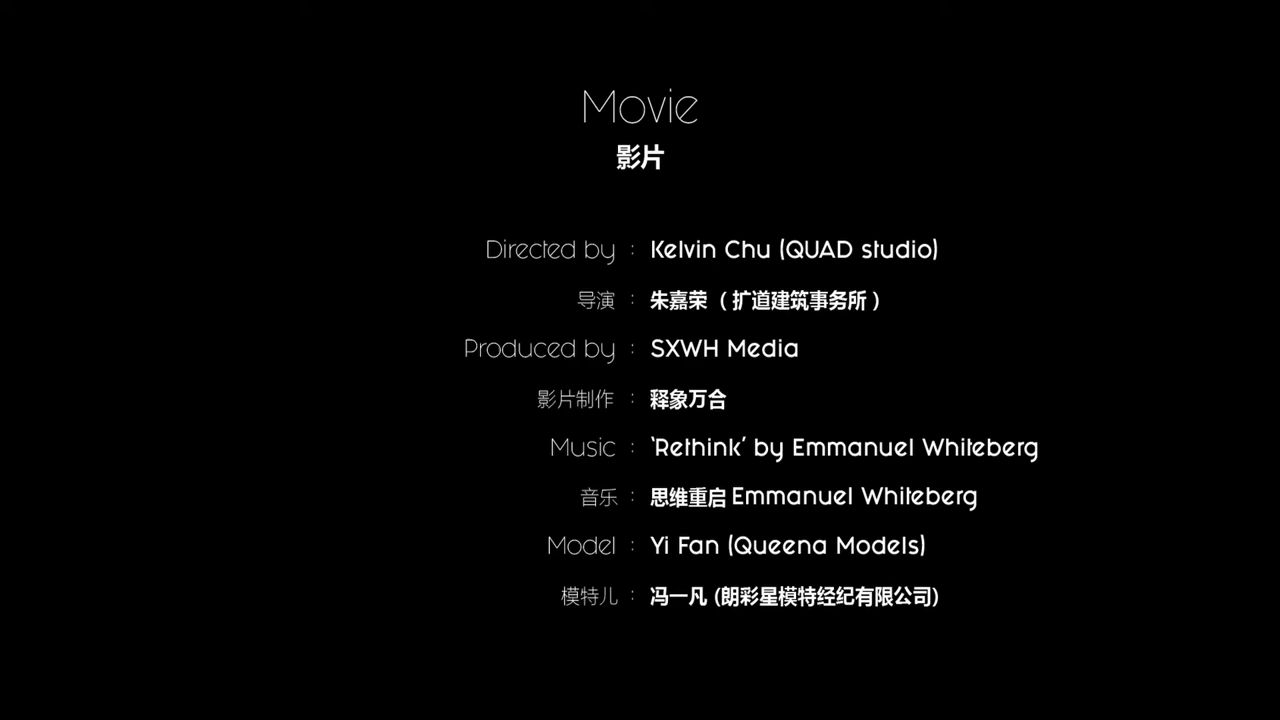 Movie
影片
Directed by : Kelvin Chu (QUAD studio)
导演 : 朱嘉荣 ( 扩道建筑事务所 )
Produced by : SXWH Media
影片制作 : 释象万合
Music : ‘Rethink’ by Emmanuel Whiteberg
音乐 : 思维重启 Emmanuel Whiteberg
Model : Yi Fan (Queena Models)
模特儿 : 冯一凡 (朗彩星模特经纪有限公司)